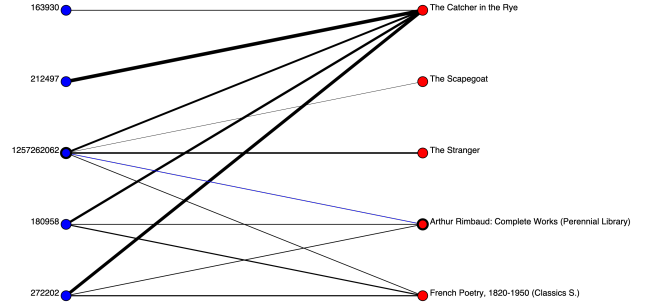 163930
The Catcher in the Rye
212497
The Scapegoat
1257262062
The Stranger
180958
Arthur Rimbaud: Complete Works (Perennial Library)
272202
French Poetry, 1820-1950 (Classics S.)